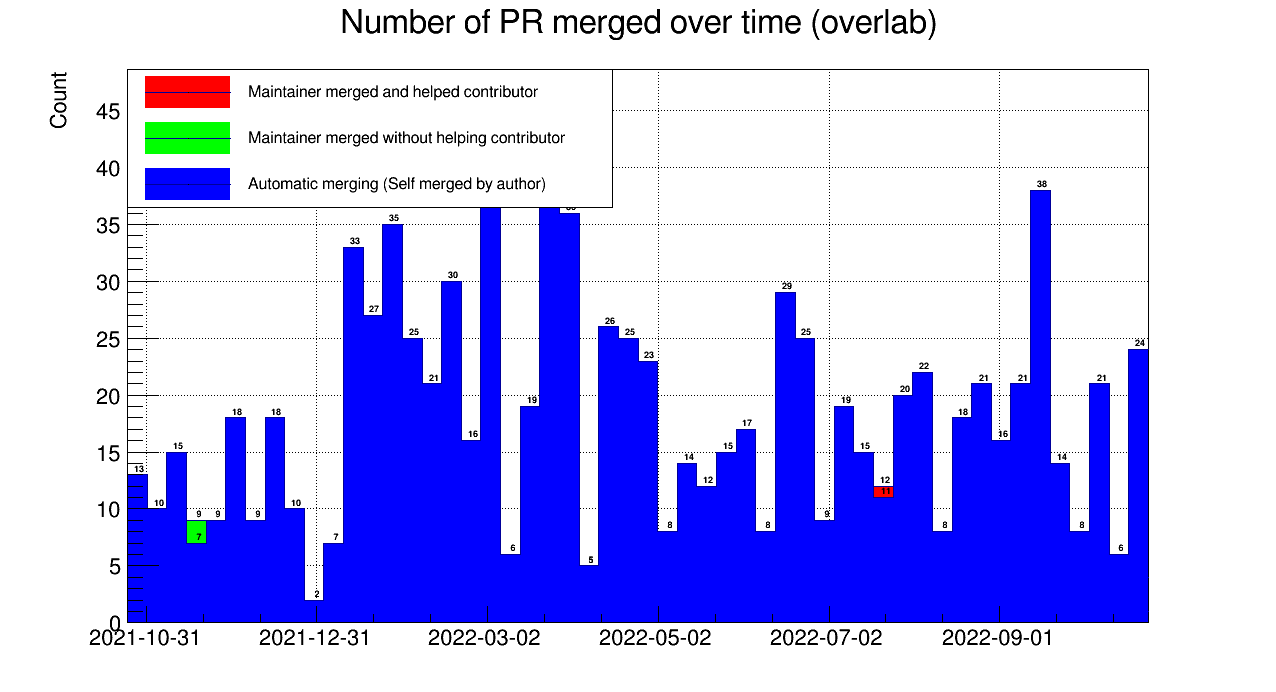 Number of PR merged over time (overlab)
Count
Maintainer merged and helped contributor
Maintainer merged without helping contributor
Automatic merging (Self merged by author)
45
40
35
30
25
20
15
10
5
0
13 10 15 9 7 9 18 9 18 10 2 7 33 27 35 25 21 30 16 6 19 5 26 25 23 8 14 12 15 17 8 29 25 9 19 15 12 11 20 22 8 18 21 16 21 38 14 8 21 6 24
2021-10-31 2021-12-31 2022-03-02 2022-05-02 2022-07-02 2022-09-01